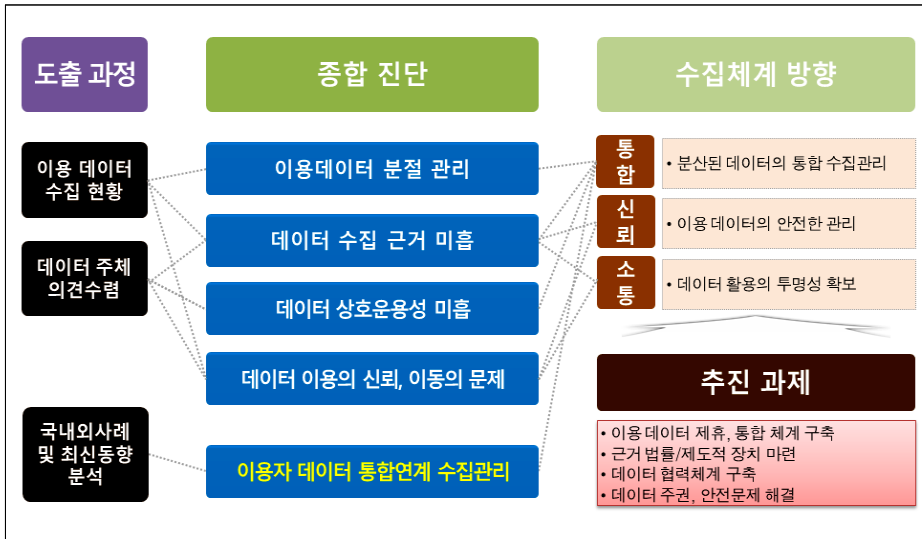 도출 과정
종합 진단
수집체계 방향
이용 데이터
수집 현황
데이터 주체
의견수렴
국내외사례
및 최신동향
분석
이용데이터 분절 관리
데이터 수집 근거 미흡
데이터 상호운용성 미흡
데이터 이용의 신뢰, 이동의 문제
이용자 데이터 통합연계 수집관리
통
합
• 분산된 데이터의 통합 수집관리
신
뢰
• 이용 데이터의 안전한 관리
소
통
• 데이터 활용의 투명성 확보
추진 과제
• 이용 데이터 제휴, 통합 체계 구축
• 근거 법률/제도적 장치 마련
• 데이터 협력체계 구축
• 데이터 주권, 안전문제 해결